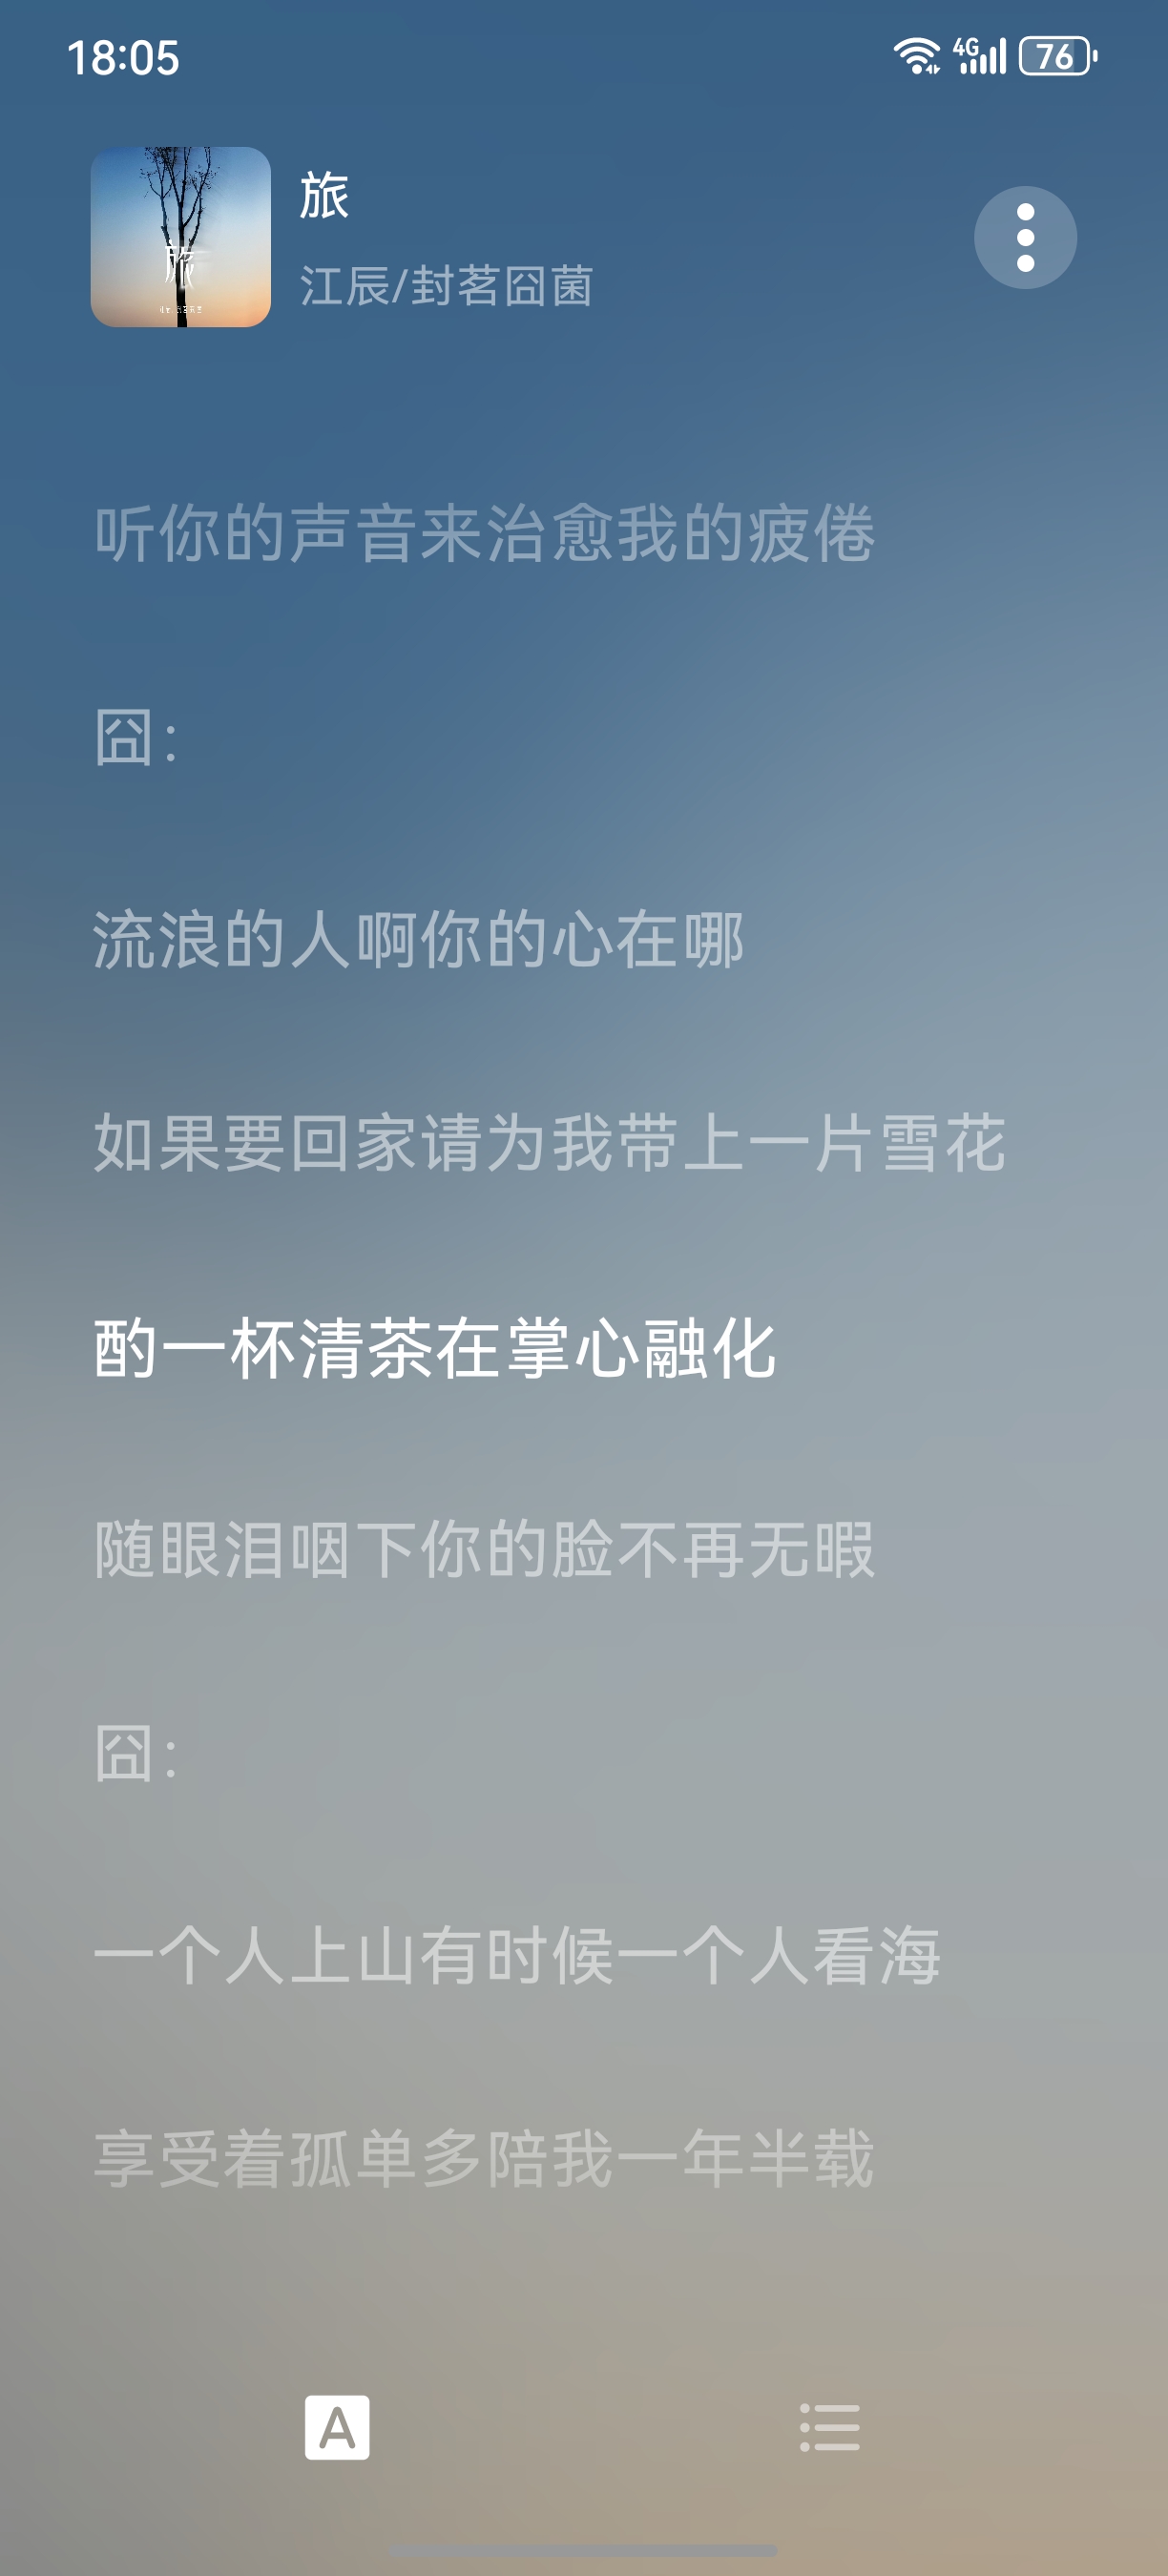 18:05
4G
76
旅
旅
江辰/封茗囧菌
听你的声音来治愈我的疲倦
囧：
流浪的人啊你的心在哪
如果要回家请为我带上一片雪花
酌一杯清茶在掌心融化
随眼泪咽下你的脸不再无暇
囧：
一个人上山有时候一个人看海
享受着孤单多陪我一年半载
A